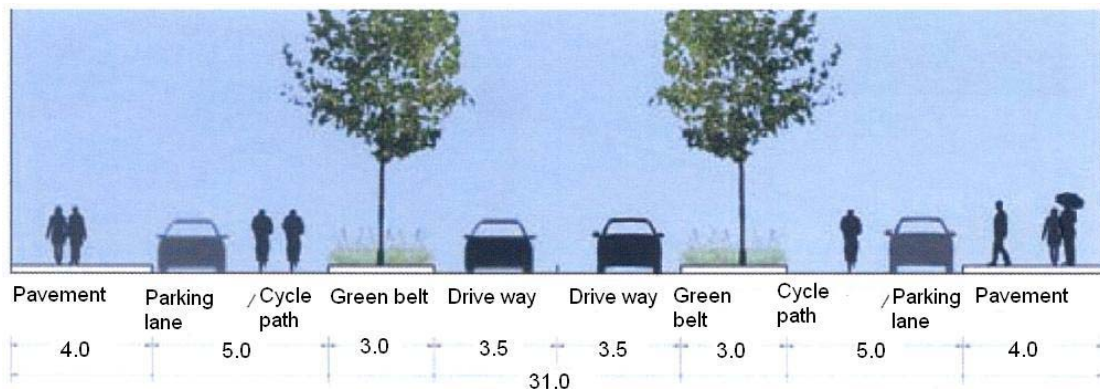 Pavement
Parking lane
/ Cycle path
Green belt
Drive way
Drive way
Green belt
Cycle path
/ Parking lane
Pavement
4.0 5.0 3.0 3.5 3.5 3.0 5.0 4.0
31.0